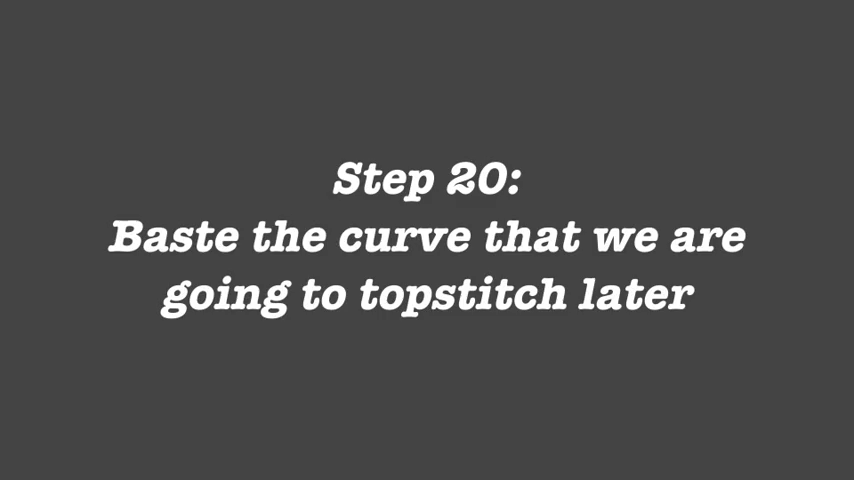 Step 20:
Baste the curve that we are
going to topstitch later